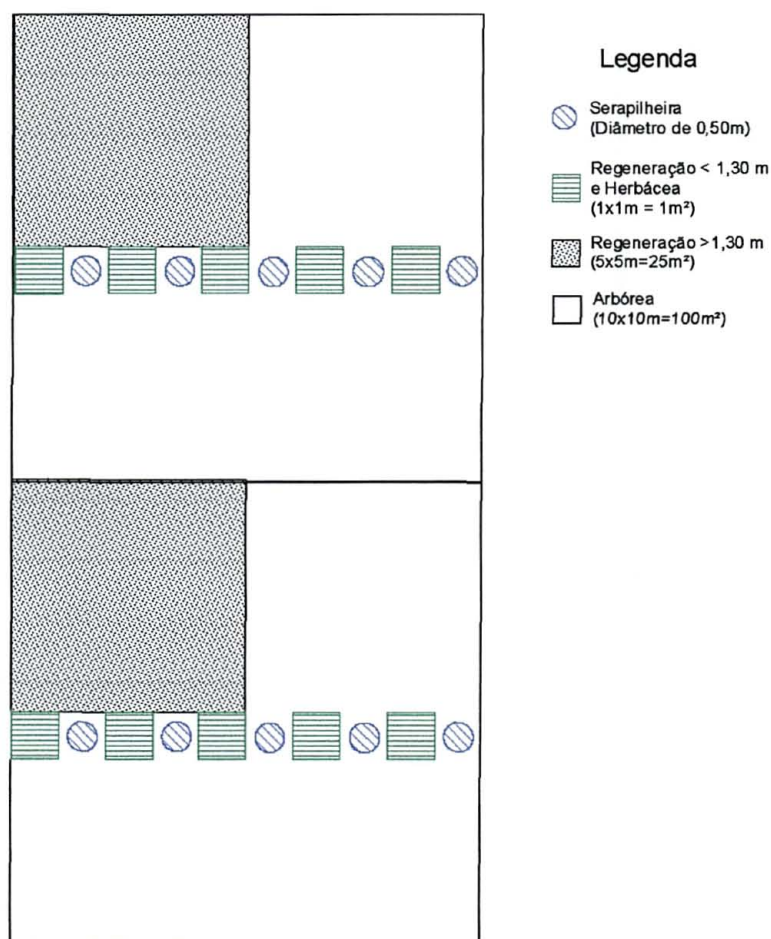 Legenda
Serapilheira
(Diâmetro de 0,50m)
Regeneração < 1,30 m
e Herbácea
(1x1m = 1m²)
Regeneração >1,30 m
(5x5m=25m²)
Arbórea
(10x10m=100m²)